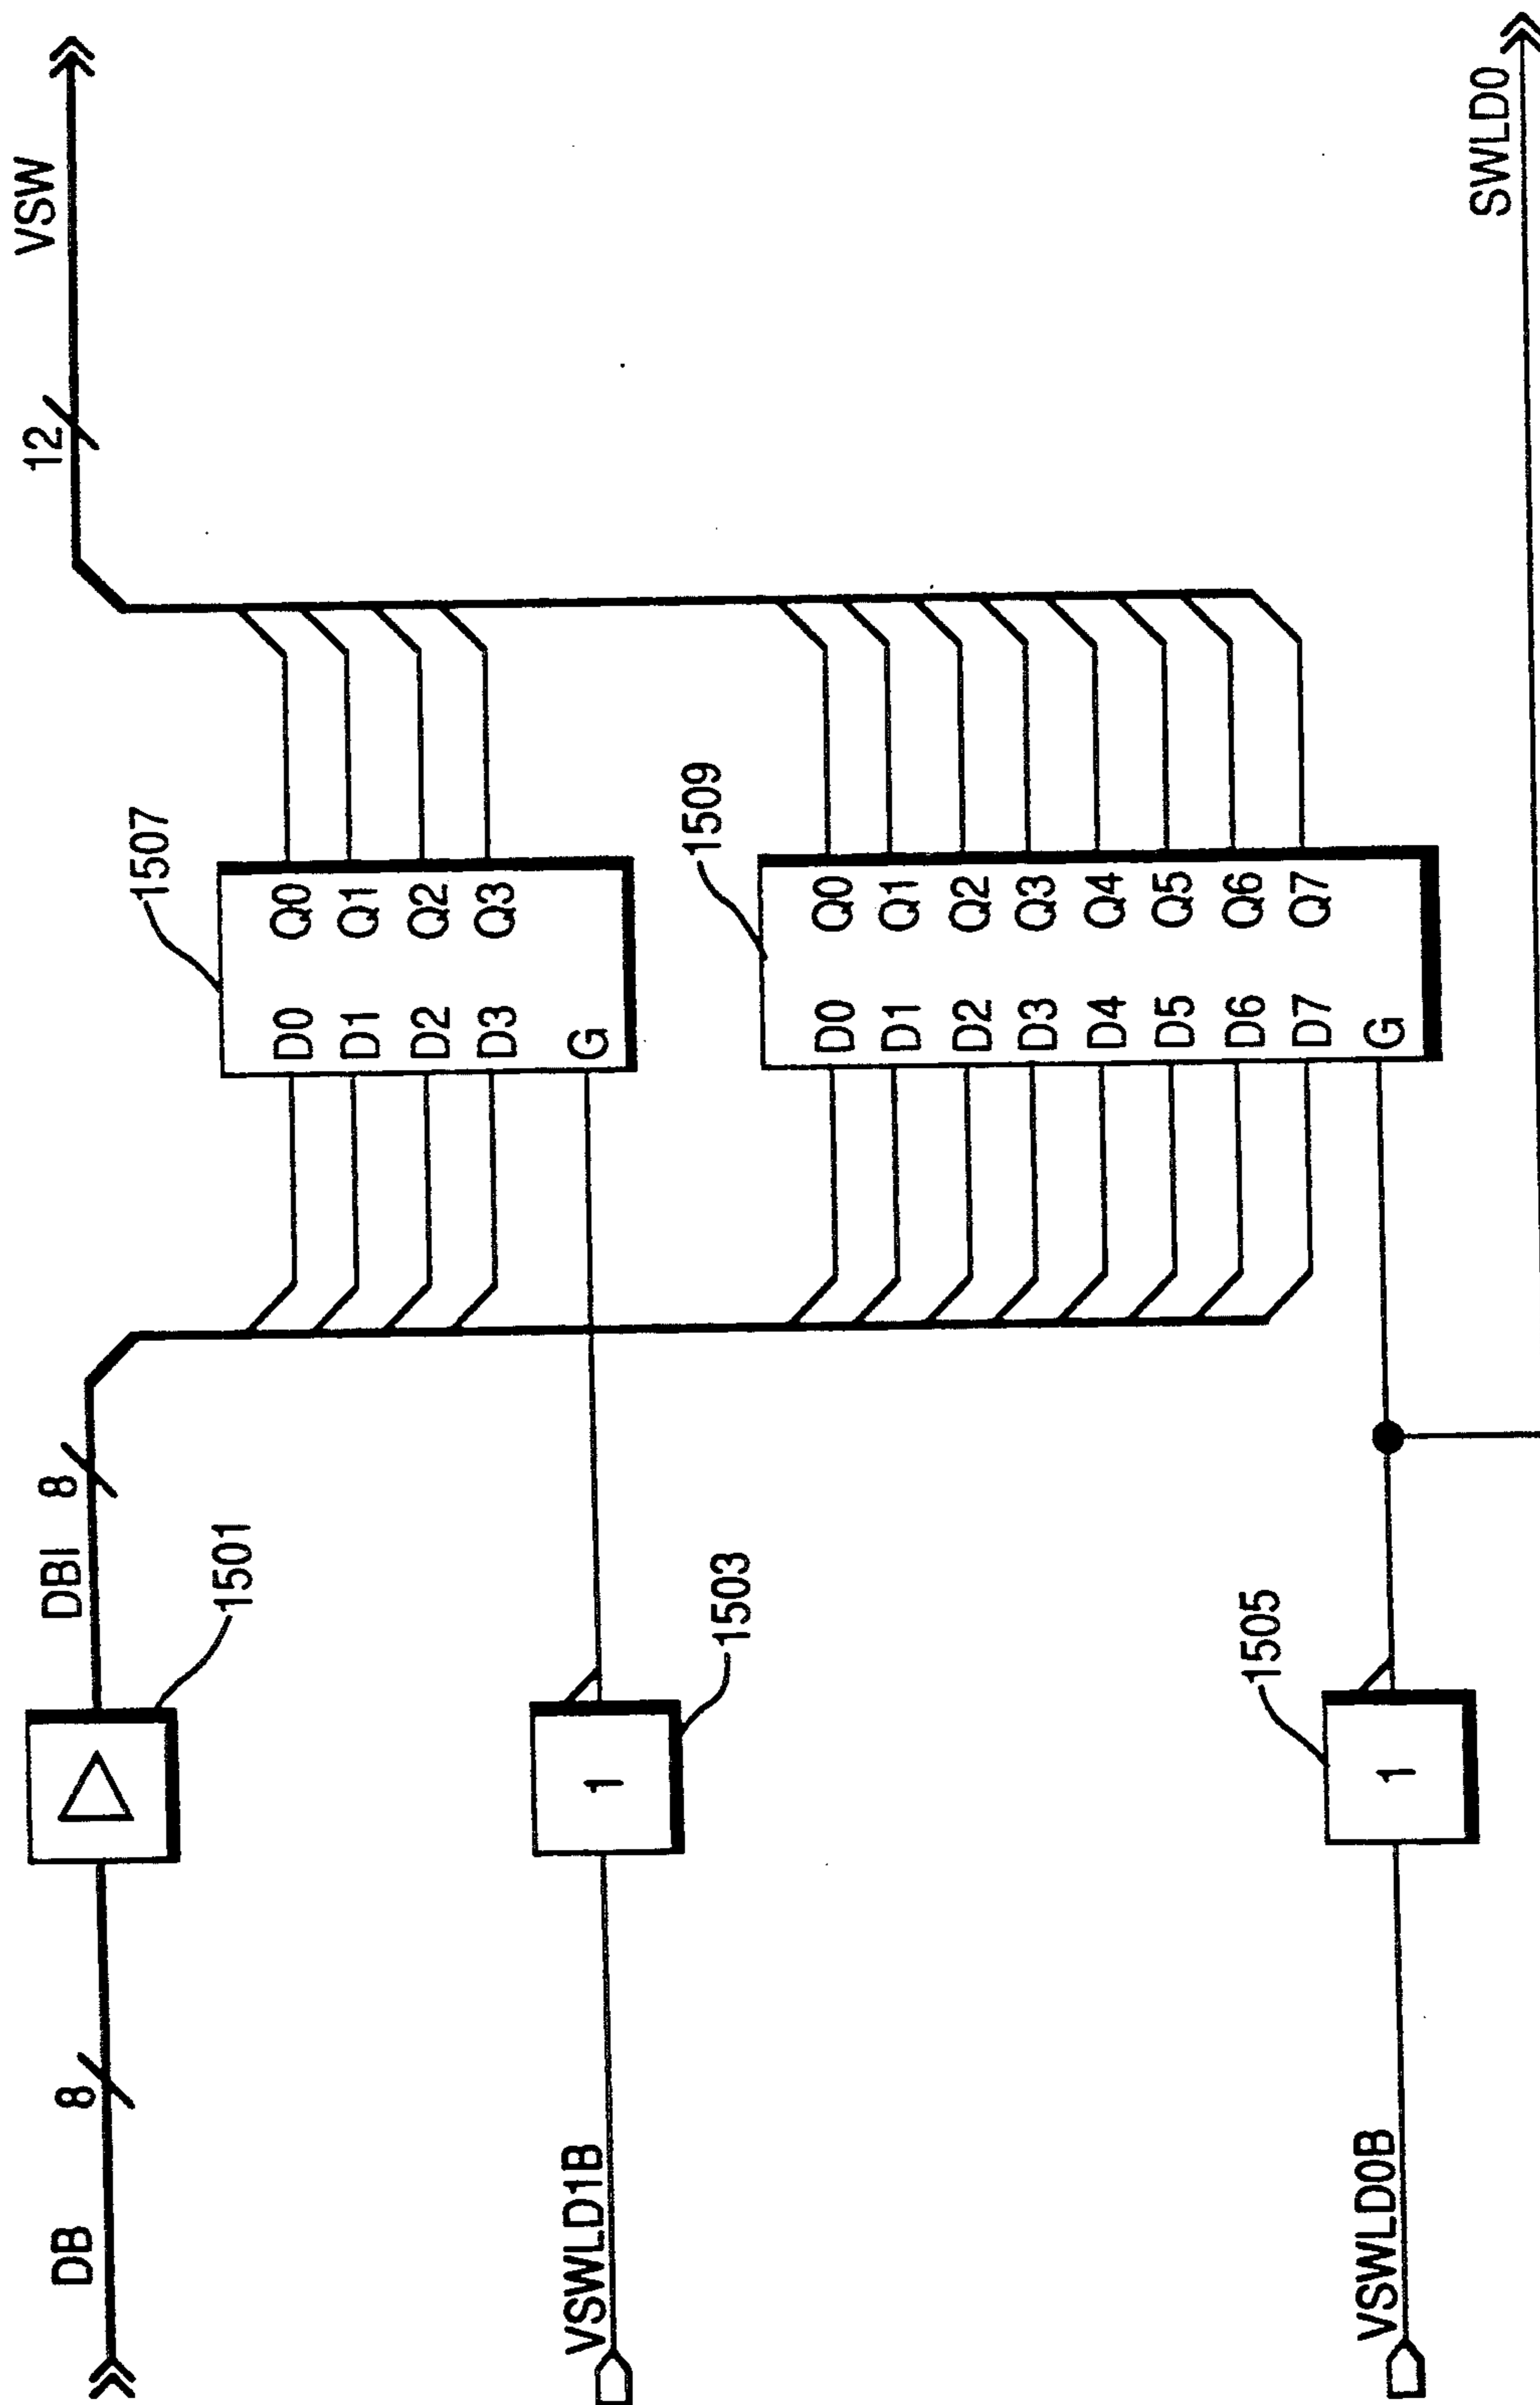 DB
8
1501
DBI
8
12
VSW
VSWLD1B
1
1503
1507
D0 Q0
D1 Q1
D2 Q2
D3 Q3
G
VSWLD0B
1
1505
1509
D0 Q0
D1 Q1
D2 Q2
D3 Q3
D4 Q4
D5 Q5
D6 Q6
D7 Q7
G
SWLD0